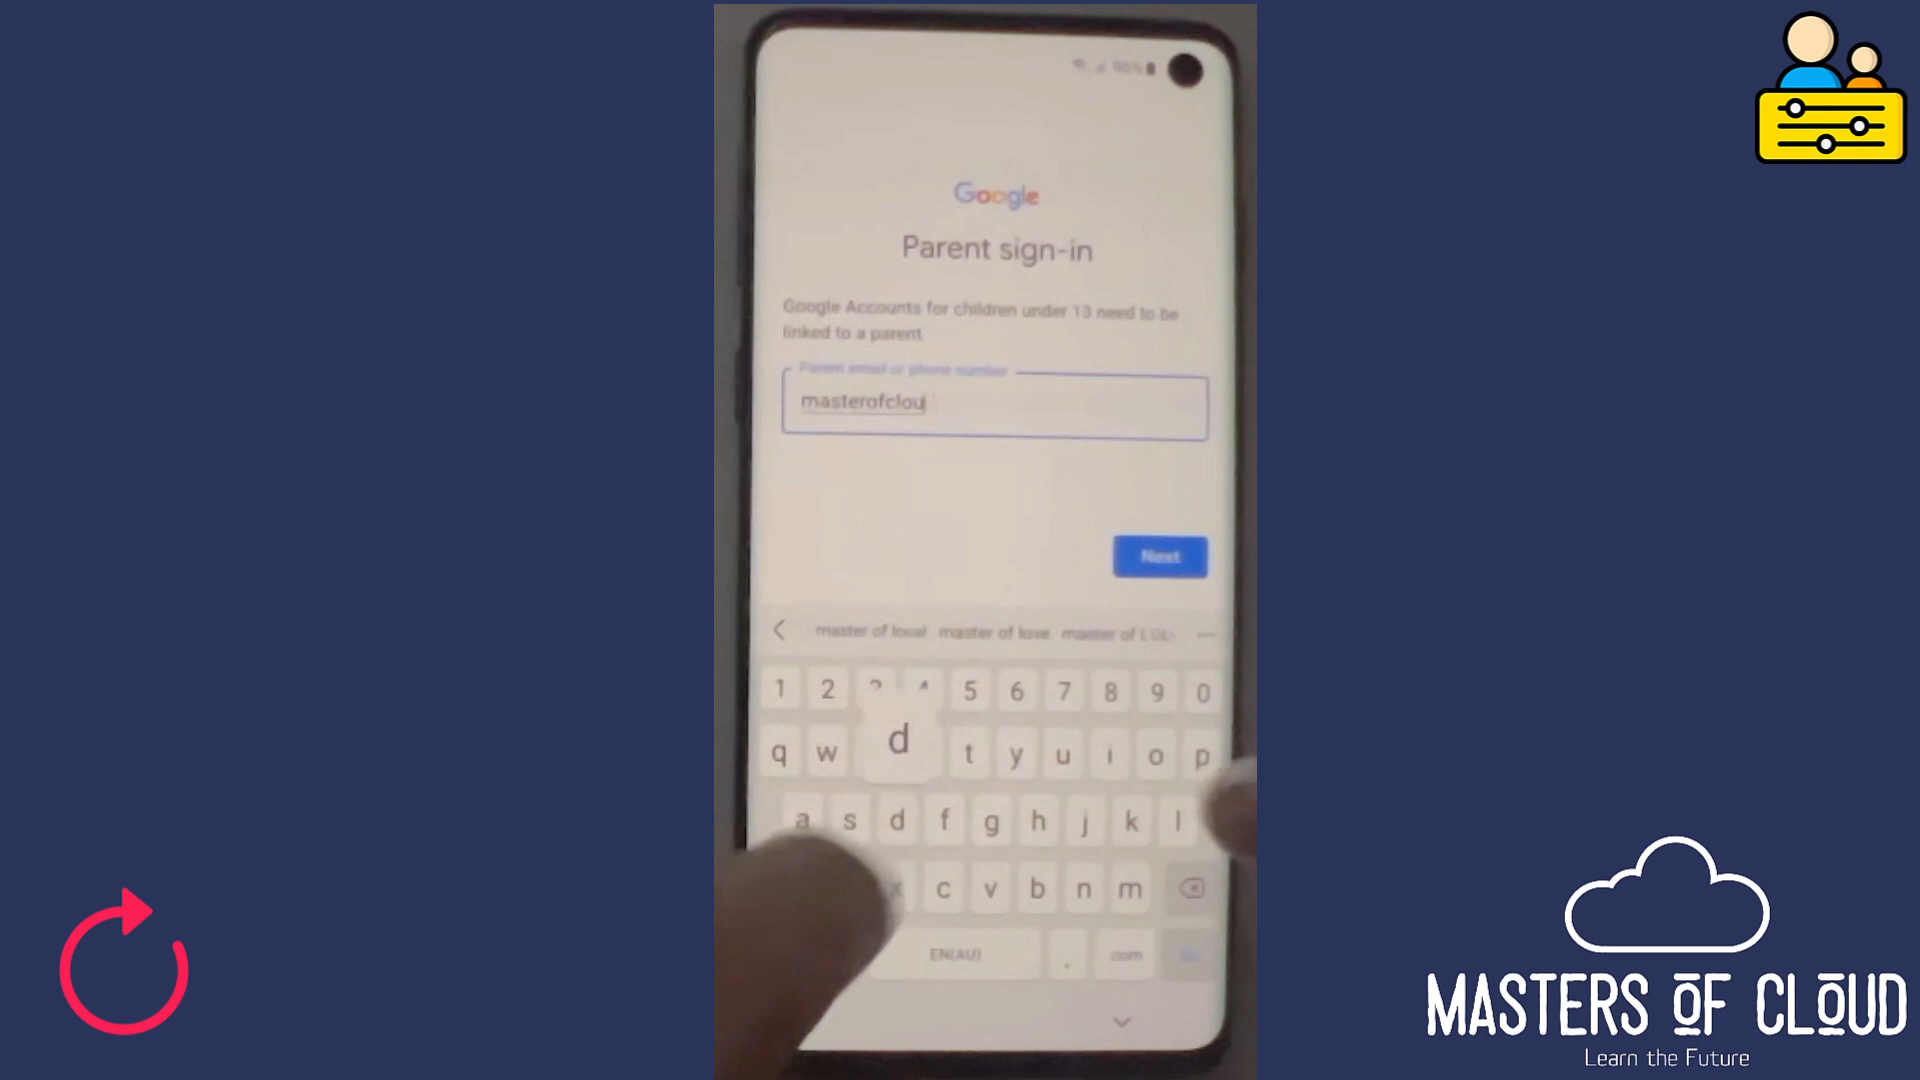 98%
Google
Parent sign-in
Google Accounts for children under 13 need to be
linked to a parent.
Parent email or phone number
masterofclou
Next
master of local master of love master of
1 2 3 4 5 6 7 8 9 0
q w d t y u i o p
a s d f g h j k l
x c v b n m
EN(AU) . .com
MASTERS OF CLOUD
Learn the Future